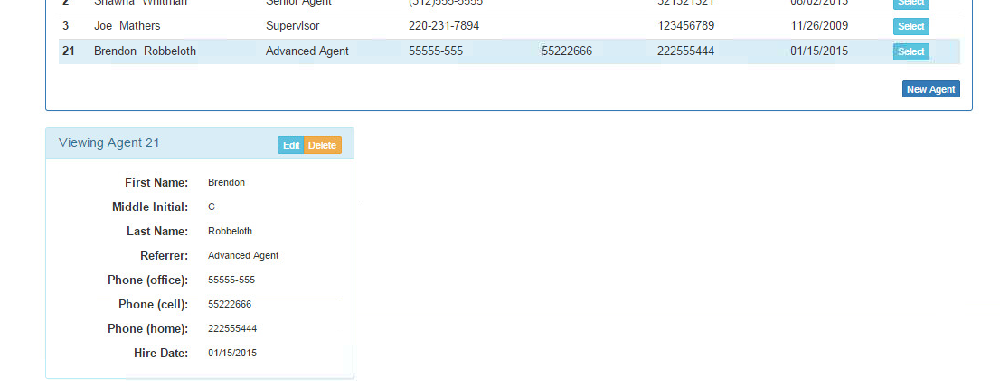 2 Shawna Whitman Senior Agent (312)555-5555 321321321 08/02/2015 Select
3 Joe Mathers Supervisor 220-231-7894 123456789 11/26/2009 Select
21 Brendon Robbeloth Advanced Agent 55555-555 55222666 222555444 01/15/2015 Select
New Agent
Viewing Agent 21 Edit Delete
First Name: Brendon
Middle Initial: C
Last Name: Robbeloth
Referrer: Advanced Agent
Phone (office): 55555-555
Phone (cell): 55222666
Phone (home): 222555444
Hire Date: 01/15/2015